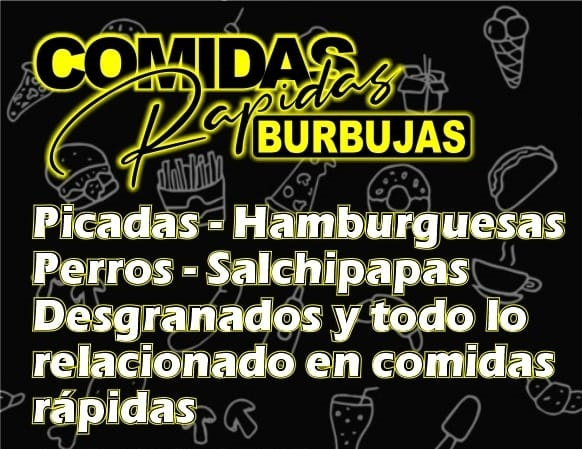 COMIDAS
Rapidas
BURBUJAS
Picadas - Hamburguesas
Perros - Salchipapas
Desgranados y todo lo
relacionado en comidas
rápidas